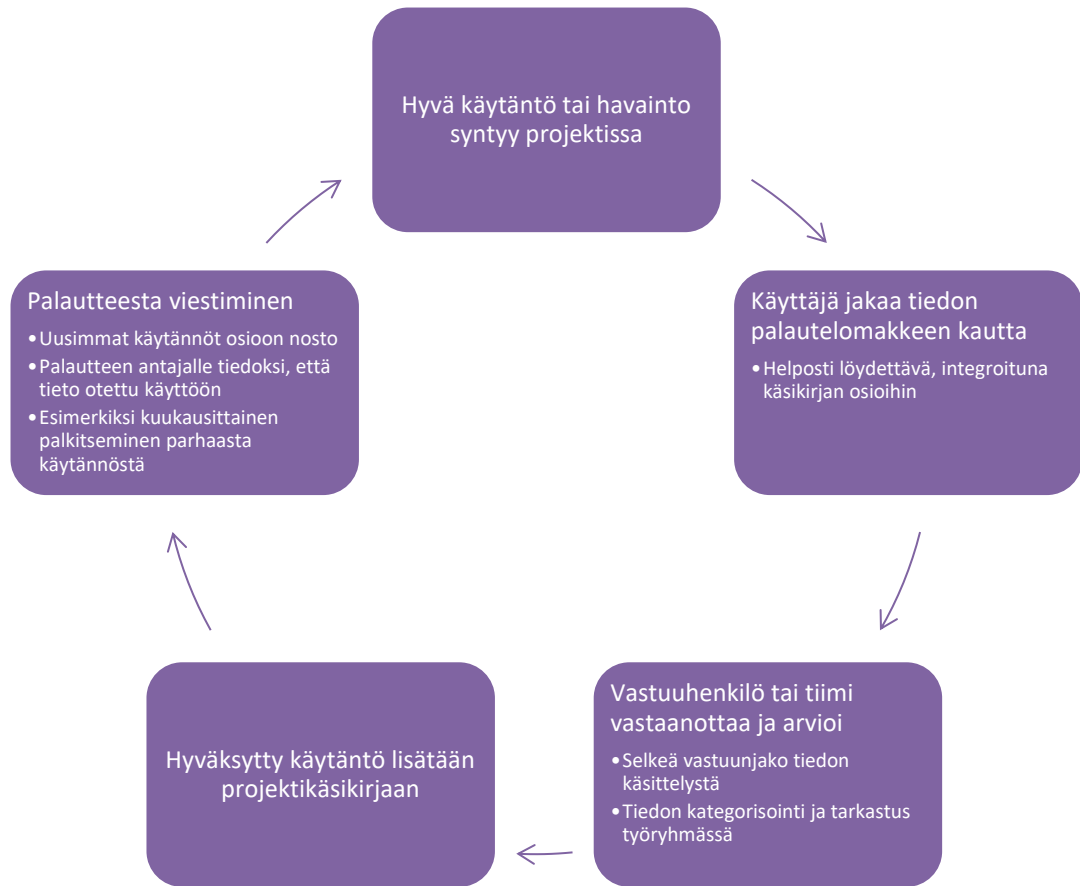 Hyvä käytäntö tai havainto
syntyy projektissa
Käyttäjä jakaa tiedon
palautelomakkeen kautta
•Helposti löydettävä, integroituna
käsikirjan osioihin
Vastuuhenkilö tai tiimi
vastaanottaa ja arvioi
•Selkeä vastuunjako tiedon
käsittelystä
•Tiedon kategorisointi ja tarkastus
työryhmässä
Hyväksytty käytäntö lisätään
projektikäsikirjaan
Palautteesta viestiminen
•Uusimmat käytännöt osioon nosto
•Palautteen antajalle tiedoksi, että
tieto otettu käyttöön
•Esimerkiksi kuukausittainen
palkitseminen parhaasta
käytännöstä